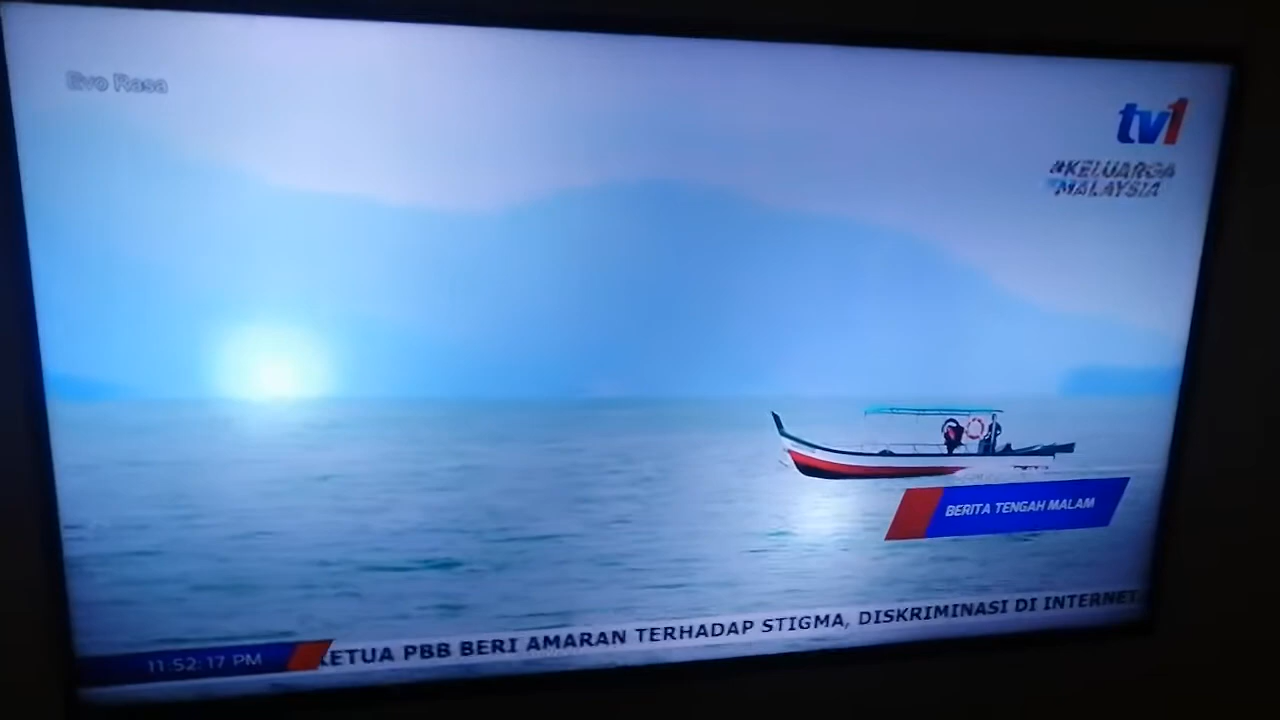 Evo Rasa
tv1
#KELUARGA
MALAYSIA
BERITA TENGAH MALAM
11:52:17 PM
KETUA PBB BERI AMARAN TERHADAP STIGMA, DISKRIMINASI DI INTERNET